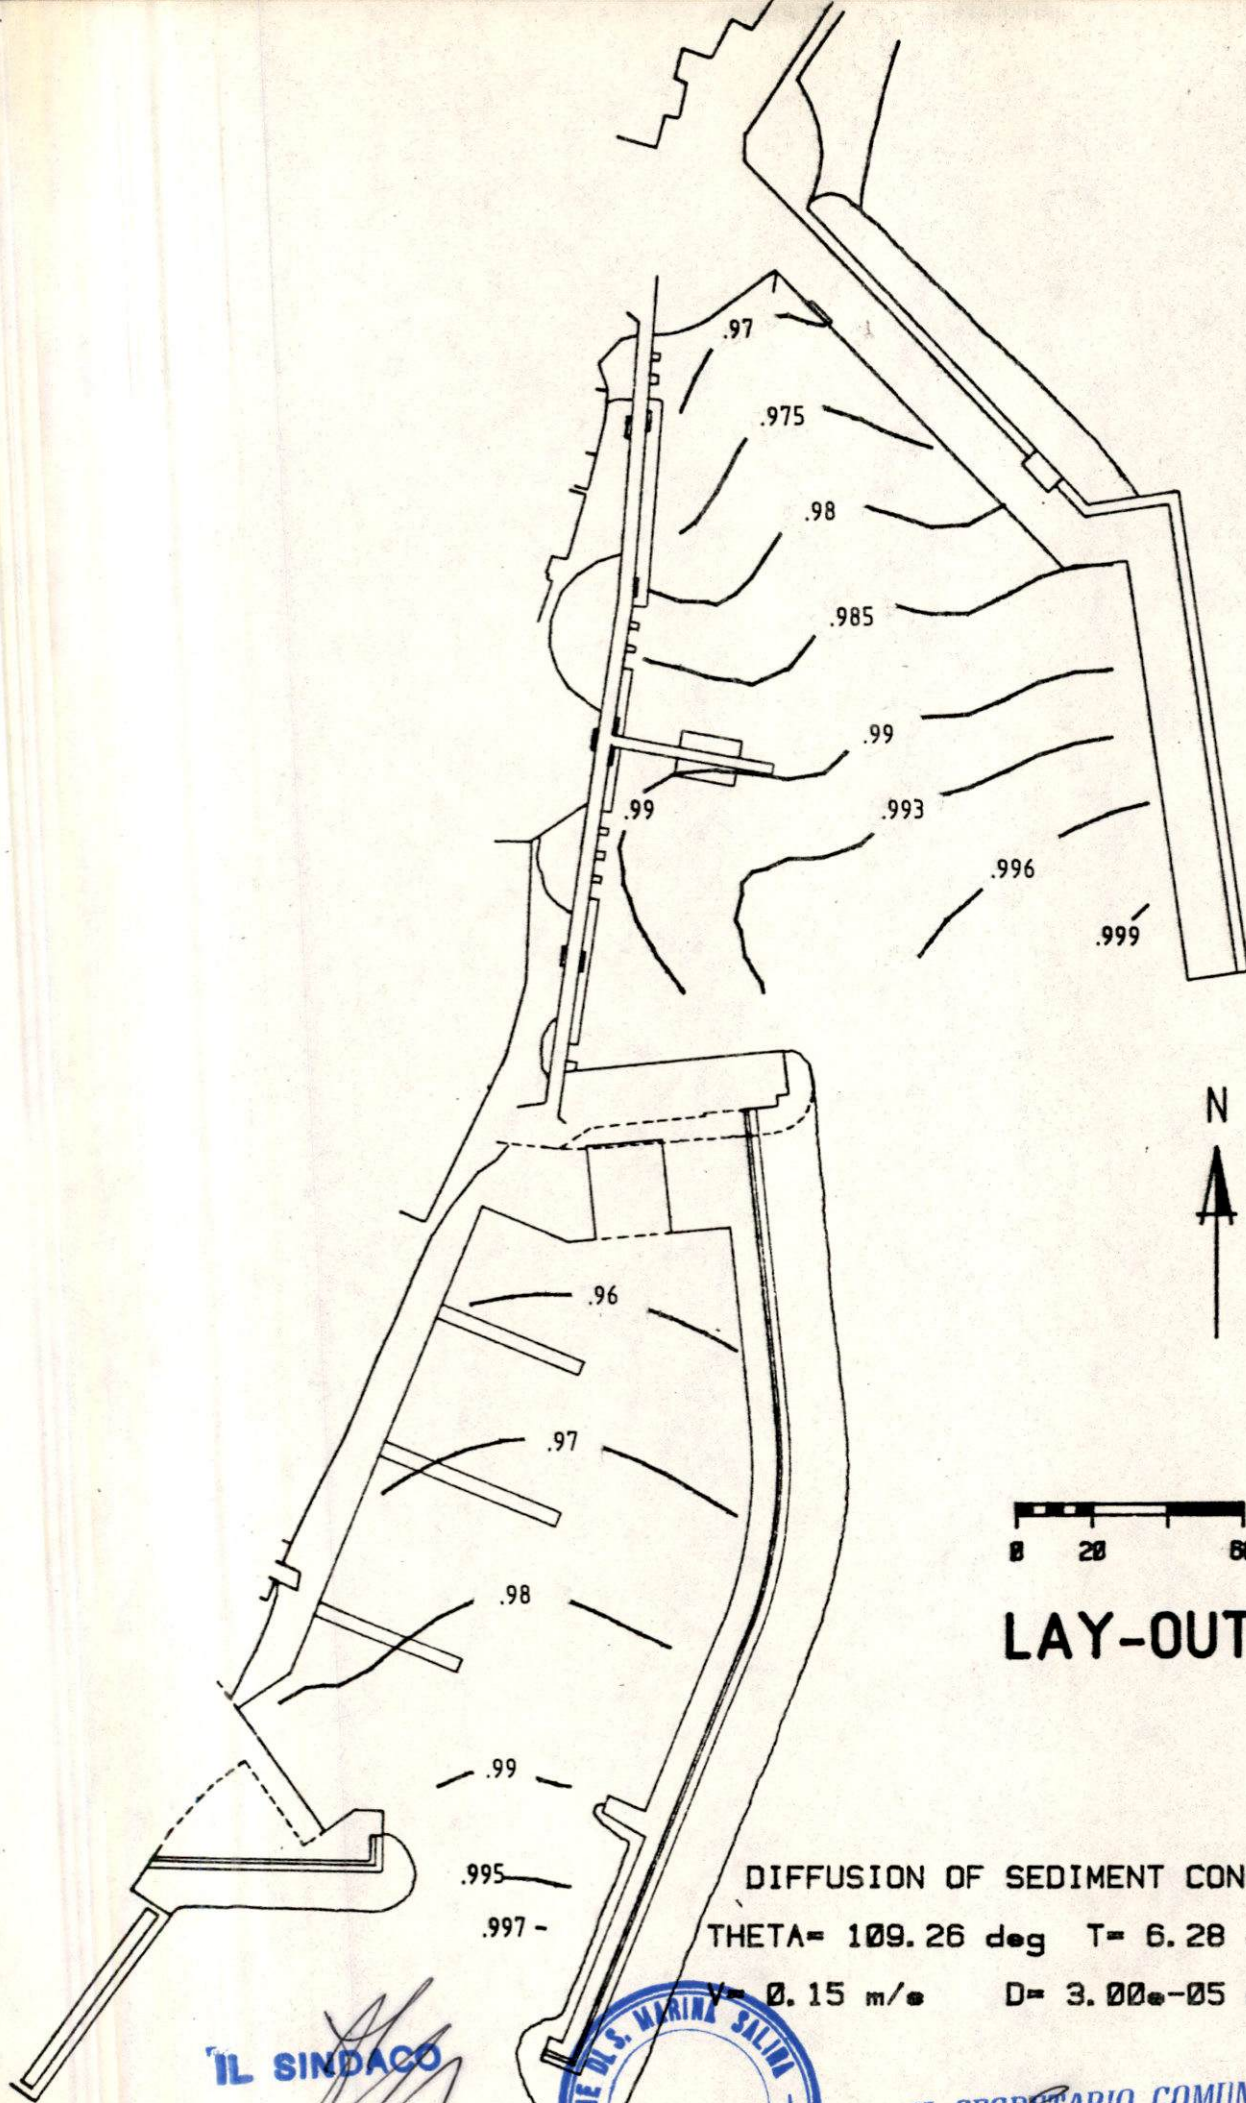 .97
.975
.98
.985
.99
.99
.993
.996
.999
N
.96
.97
0 20
.98
LAY-OUT
.99
.995
DIFFUSION OF SEDIMENT CON
.997
THETA= 109.26 deg T= 6.28
V= 0.15 m/s D= 3.00e-05
IL SINDACO
DI S. MARINA SALINA